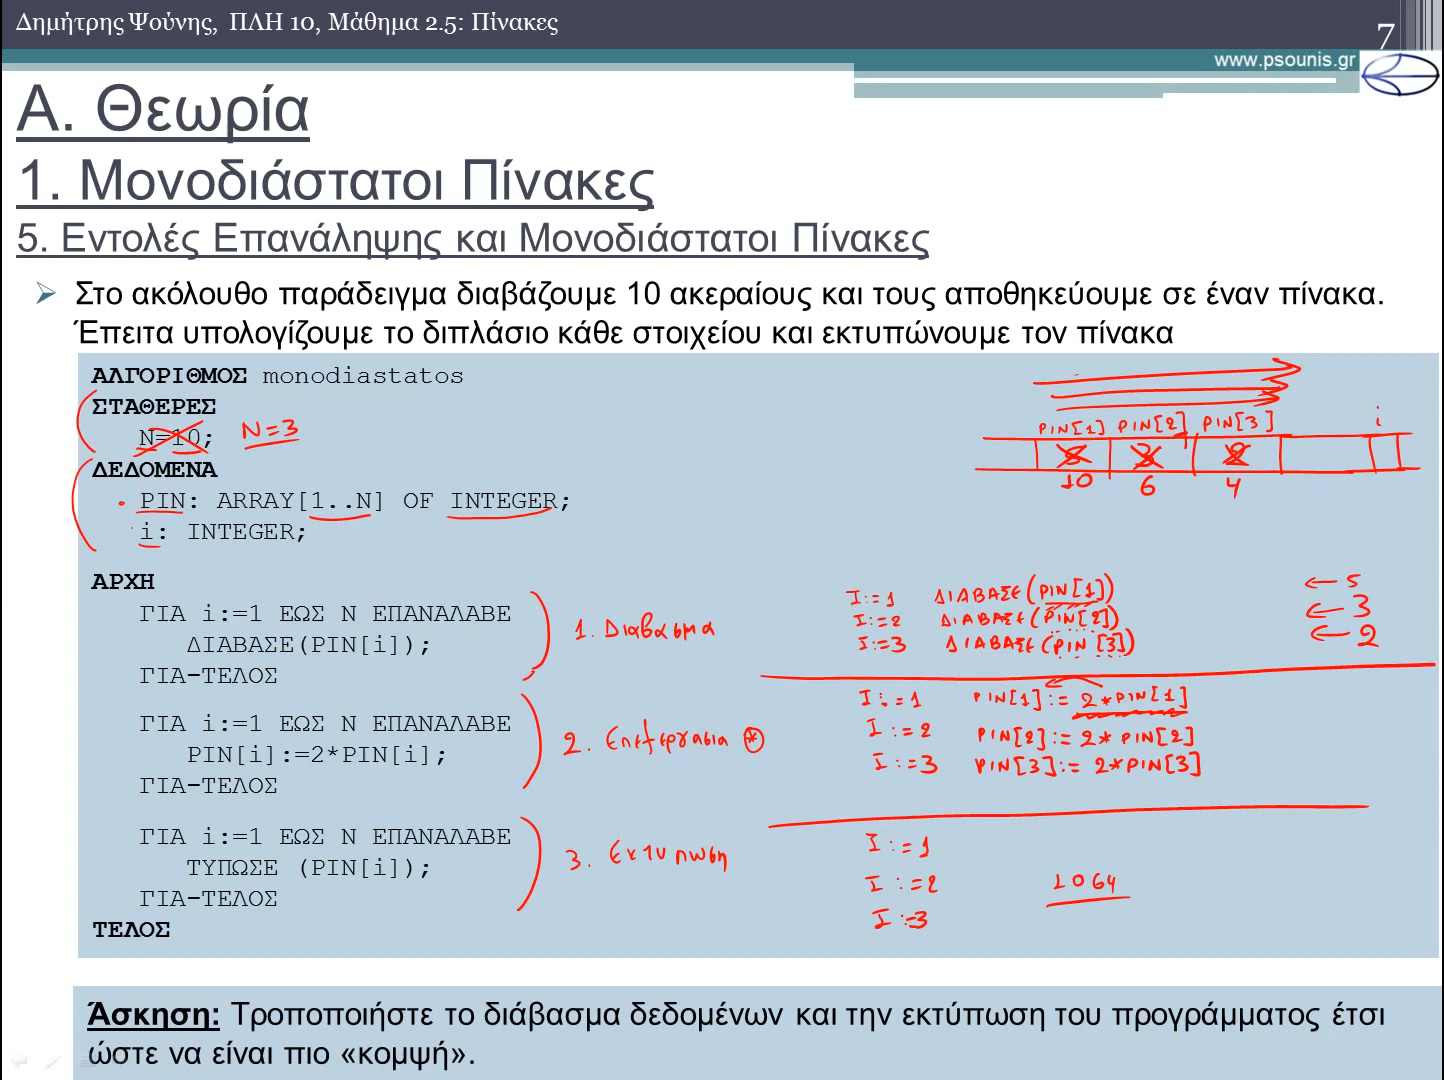 Δημήτρης Ψούνης, ΠΛΗ 10, Μάθημα 2.5: Πίνακες
7
www.psounis.gr
Α. Θεωρία
1. Μονοδιάστατοι Πίνακες
5. Εντολές Επανάληψης και Μονοδιάστατοι Πίνακες
Στο ακόλουθο παράδειγμα διαβάζουμε 10 ακεραίους και τους αποθηκεύουμε σε έναν πίνακα.
Έπειτα υπολογίζουμε το διπλάσιο κάθε στοιχείου και εκτυπώνουμε τον πίνακα
ΑΛΓΟΡΙΘΜΟΣ monodiastatos
ΣΤΑΘΕΡΕΣ
N=10; N=3
PIN[1] PIN[2] PIN[3] i
5 3 2
10 6 4
ΔΕΔΟΜΕΝΑ
PIN: ARRAY[1..N] OF INTEGER;
i: INTEGER;
ΑΡΧΗ
ΓΙΑ i:=1 ΕΩΣ N ΕΠΑΝΑΛΑΒΕ
ΔΙΑΒΑΣΕ(PIN[i]);
ΓΙΑ-ΤΕΛΟΣ
1. Διαβασμα
I:=1 ΔΙΑΒΑΣΕ(PIN[1]) ← 5
I:=2 ΔΙΑΒΑΣΕ(PIN[2]) ← 3
I:=3 ΔΙΑΒΑΣΕ(PIN[3]) ← 2
ΓΙΑ i:=1 ΕΩΣ N ΕΠΑΝΑΛΑΒΕ
PIN[i]:=2*PIN[i];
ΓΙΑ-ΤΕΛΟΣ
2. Επεξεργασια *
I:=1 PIN[1]:=2*PIN[1]
I:=2 PIN[2]:=2*PIN[2]
I:=3 PIN[3]:=2*PIN[3]
ΓΙΑ i:=1 ΕΩΣ N ΕΠΑΝΑΛΑΒΕ
ΤΥΠΩΣΕ (PIN[i]);
ΓΙΑ-ΤΕΛΟΣ
3. Εκτυπωση
I:=1
I:=2 1064
I:=3
ΤΕΛΟΣ
Άσκηση: Τροποποιήστε το διάβασμα δεδομένων και την εκτύπωση του προγράμματος έτσι
ώστε να είναι πιο «κομψή».